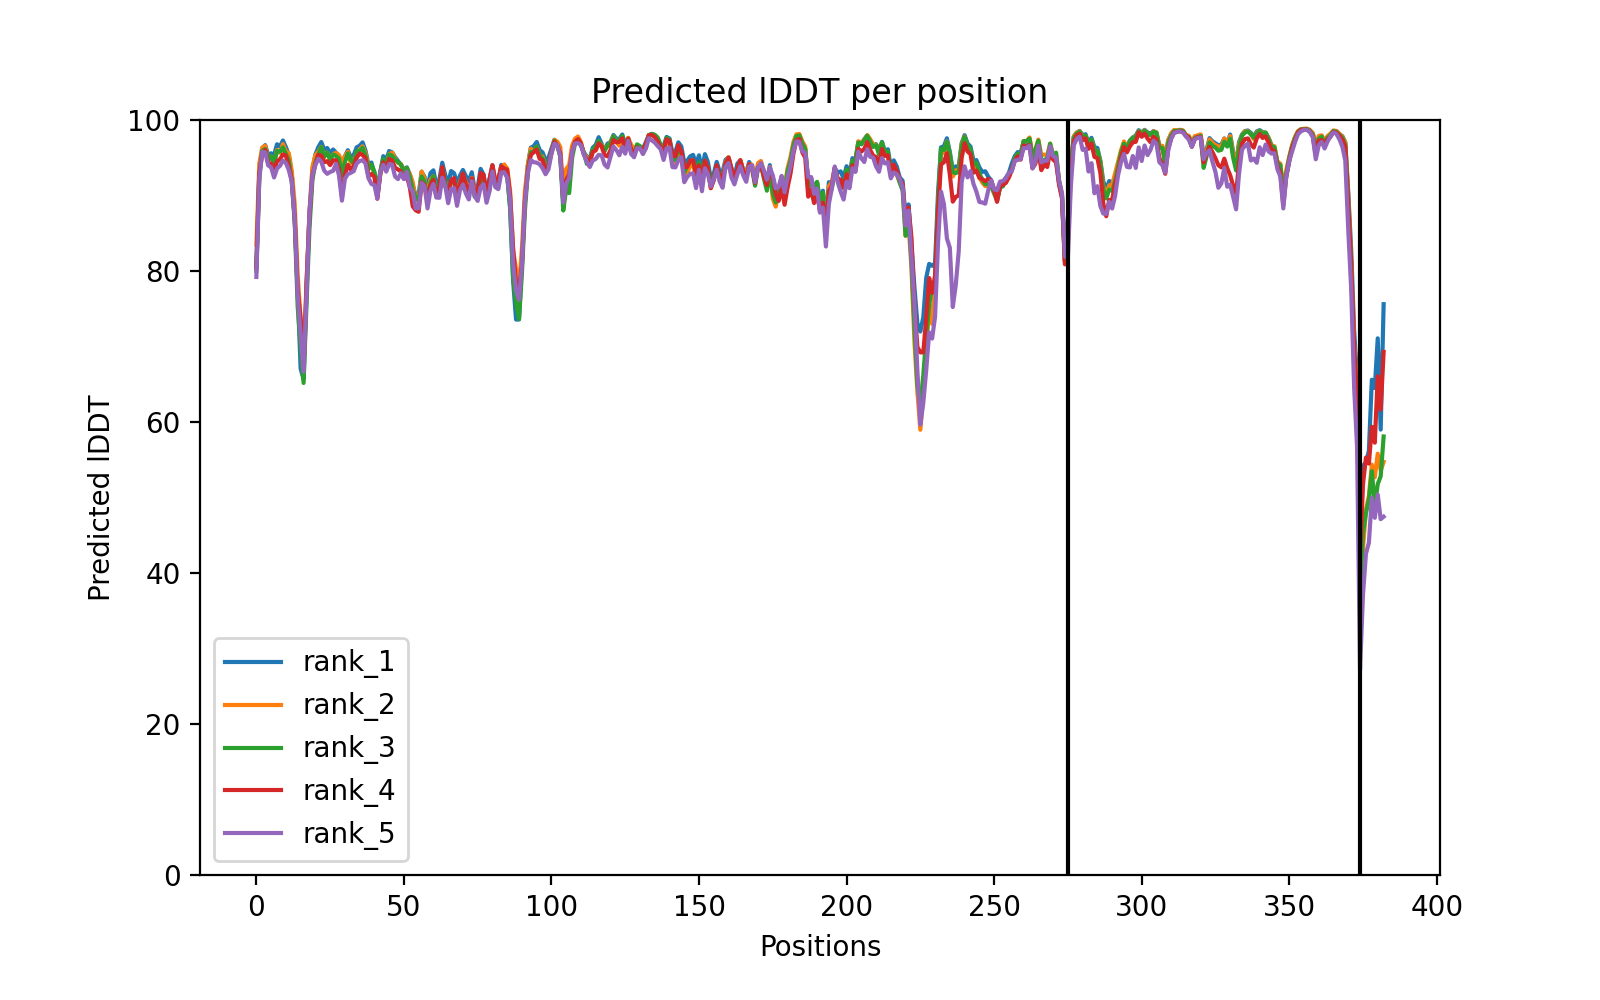 Predicted lDDT per position
100
80
60
40
20
0
Predicted lDDT
rank_1
rank_2
rank_3
rank_4
rank_5
0 50 100 150 200 250 300 350 400
Positions